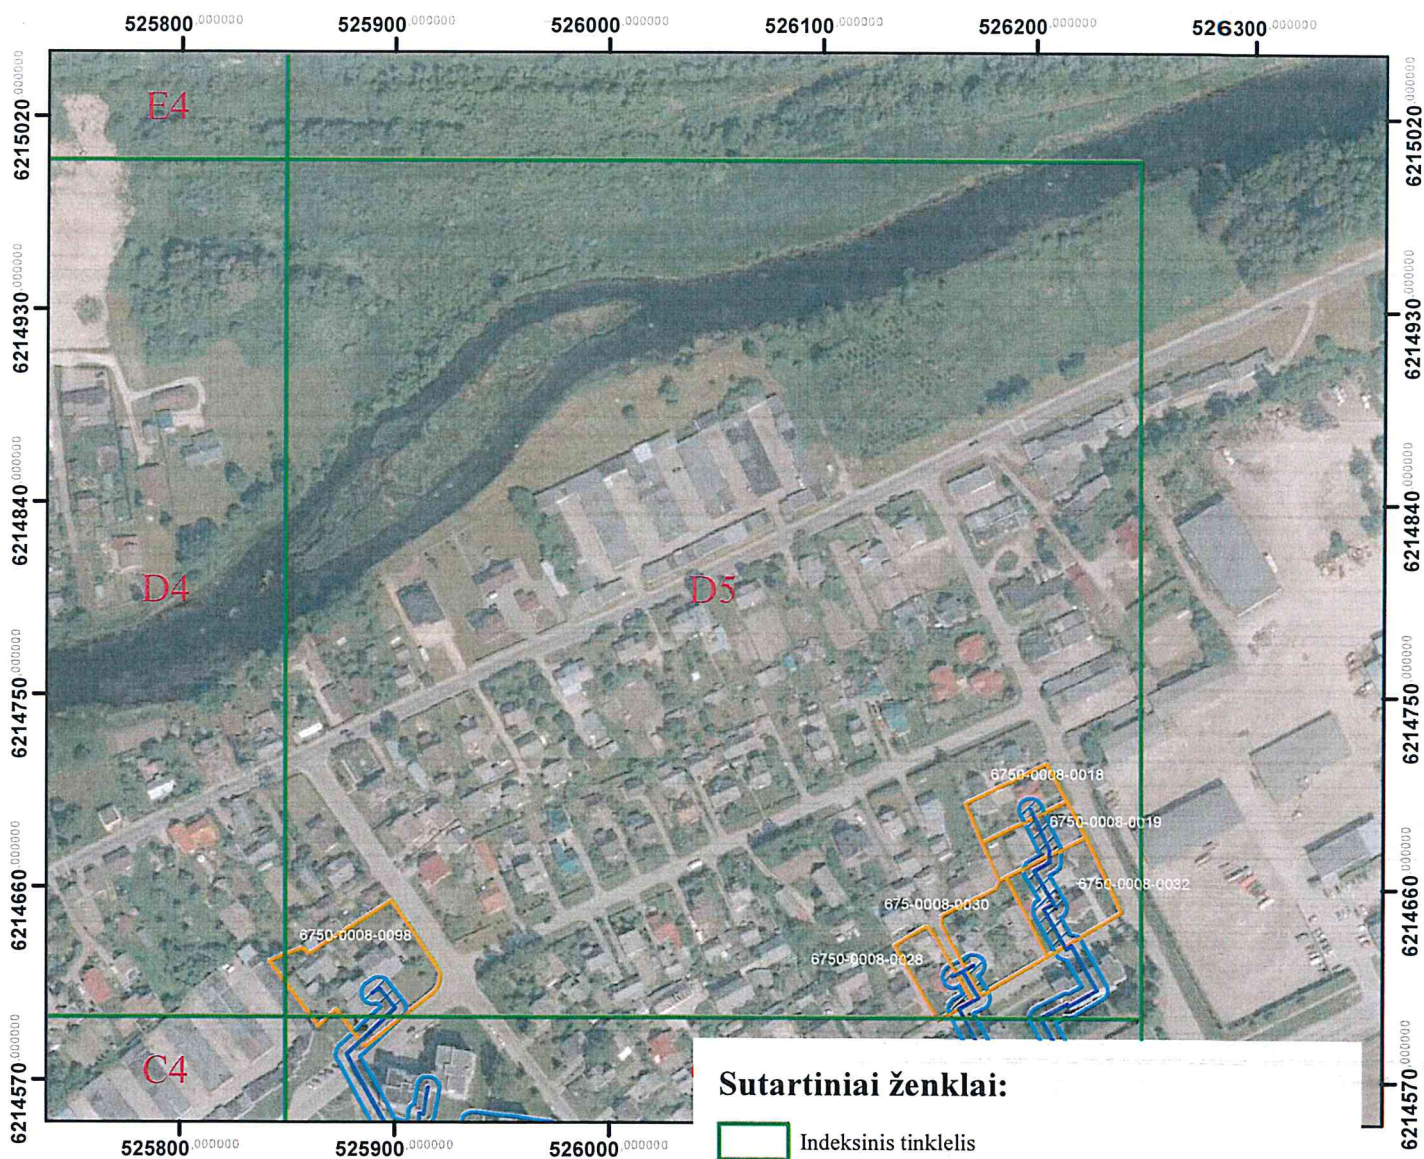 525800,000000 525900,000000 526000,000000 526100,000000 526200,000000 526300,000000
6215020,000000
6215020,000000
E4
6214930,000000
6214930,000000
6214840,000000
6214840,000000
D4
D5
6214750,000000
6214750,000000
6750-0008-0018
6750-0008-0019
6214660,000000
6214660,000000
6750-0008-0032
675-0008-0030
6750-0008-0098
6750-0008-0028
C4
6214570,000000
6214570,000000
525800,000000 525900,000000 526000,000000
Sutartiniai ženklai:
Indeksinis tinklelis